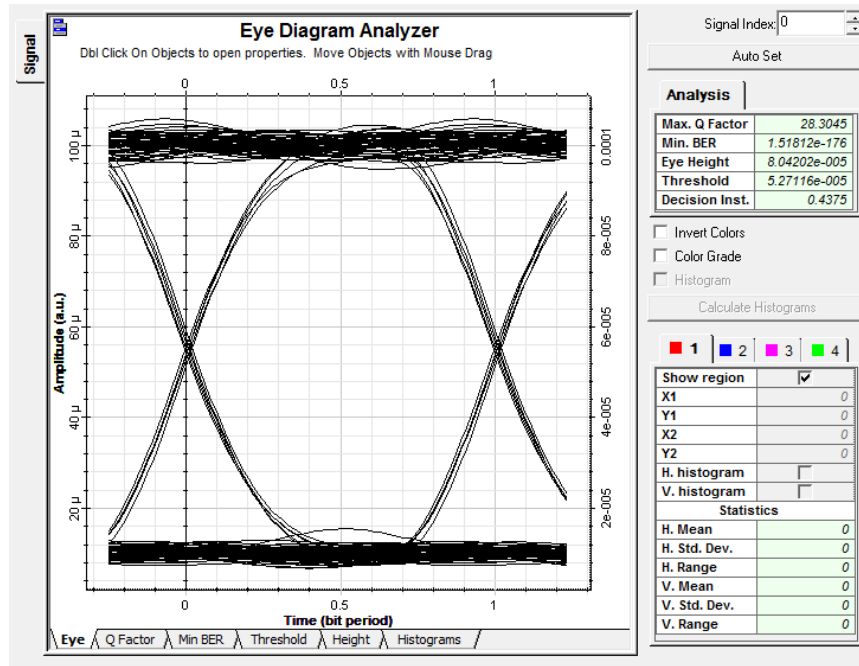 Signal
Eye Diagram Analyzer
Dbl Click On Objects to open properties.  Move Objects with Mouse Drag
0 0.5 1
100 µ
80 µ
60 µ
40 µ
20 µ
Amplitude (a.u.)
0.0001
8e-005
6e-005
4e-005
2e-005
0 0.5 1
Time (bit period)
Eye Q Factor Min BER Threshold Height Histograms
Signal Index: 0
Auto Set
Analysis
Max. Q Factor 28.3045
Min. BER 1.51812e-176
Eye Height 8.04202e-005
Threshold 5.27116e-005
Decision Inst. 0.4375
Invert Colors
Color Grade
Histogram
Calculate Histograms
1 2 3 4
Show region
X1 0
Y1 0
X2 0
Y2 0
H. histogram
V. histogram
Statistics
H. Mean 0
H. Std. Dev. 0
H. Range 0
V. Mean 0
V. Std. Dev. 0
V. Range 0